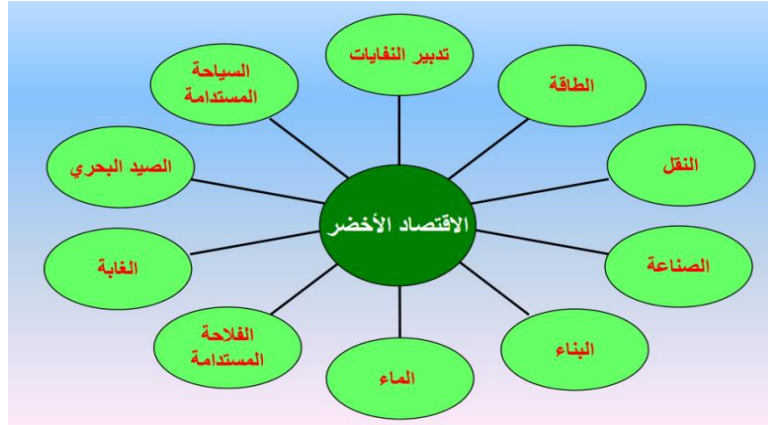 تدبير النفايات
الطاقة
السياحة
المستدامة
النقل
الصيد البحري
الاقتصاد الأخضر
الصناعة
الغابة
البناء
الفلاحة
المستدامة
الماء